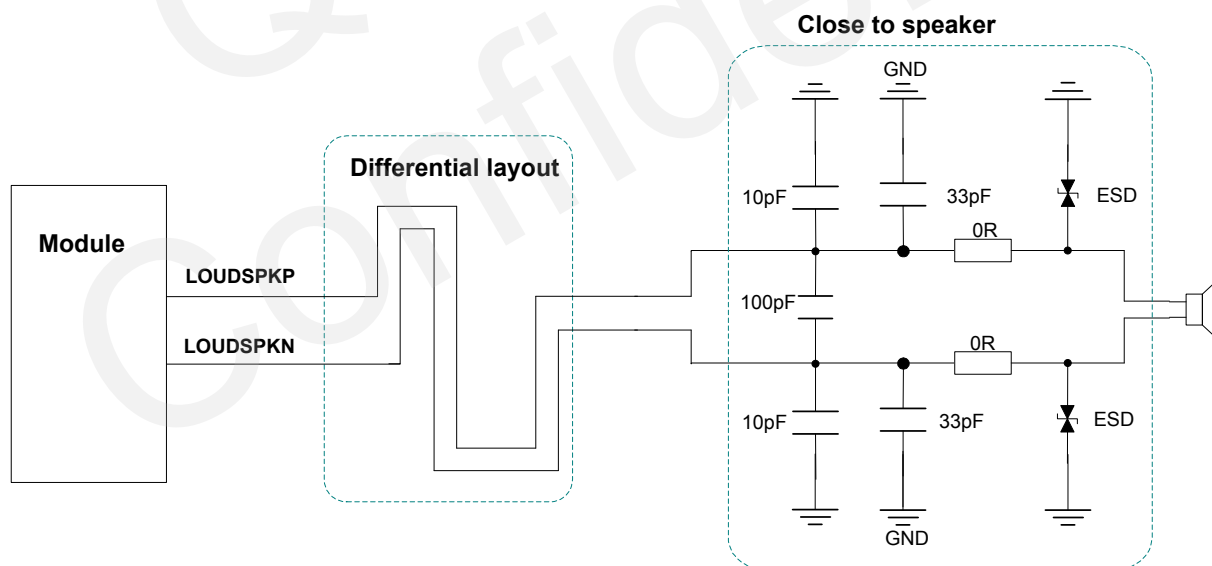 Close to speaker
GND
Differential layout
10pF
33pF
ESD
Module
0R
LOUDSPKP
100pF
LOUDSPKN
0R
10pF
33pF
ESD
GND